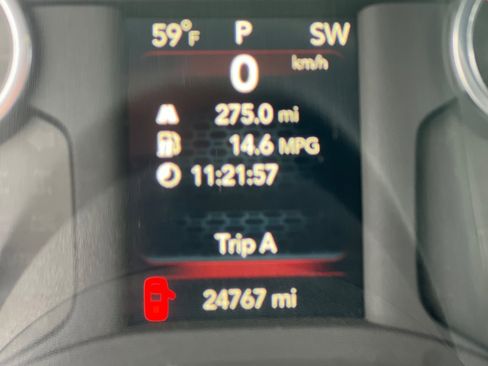 59°F P SW
0 km/h
275.0 mi
14.6 MPG
11:21:57
Trip A
24767 mi